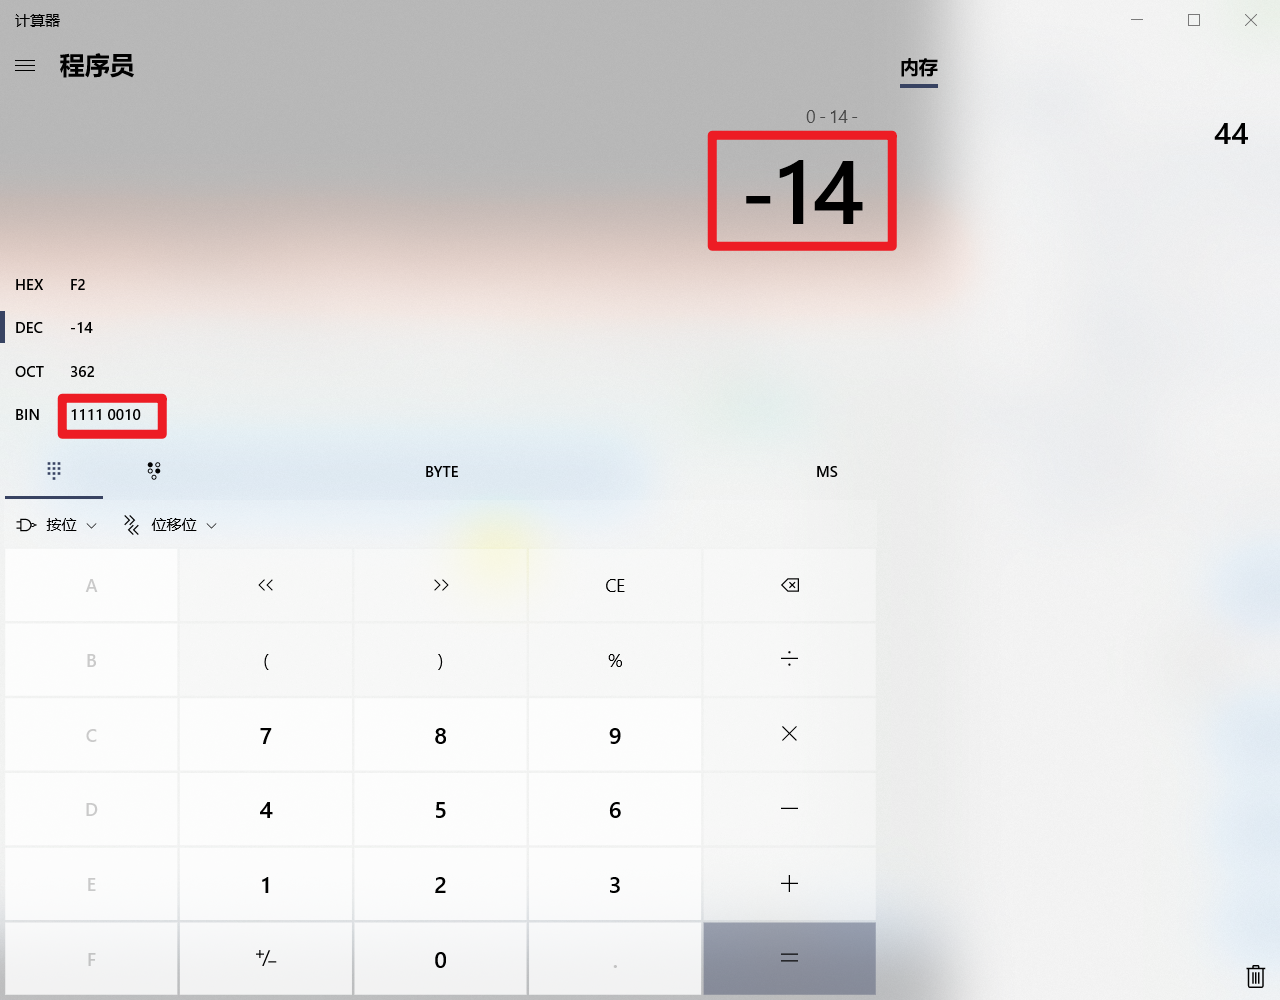 计算器
程序员
内存
0 - 14 -
44
-14
HEX F2
DEC -14
OCT 362
BIN 1111 0010
BYTE MS
按位 位移位
A << >> CE
B ( ) % ÷
C 7 8 9 ×
D 4 5 6 −
E 1 2 3 +
F +/− 0 . =